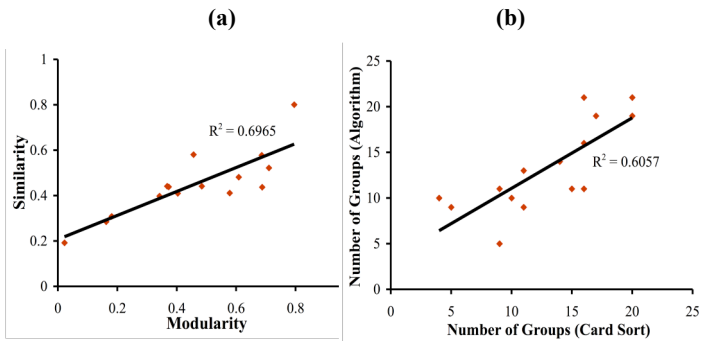 (a)
1
0.8
0.6
0.4
0.2
0
Similarity
R² = 0.6965
0
0.2
0.4
0.6
0.8
Modularity
(b)
25
20
15
10
5
0
Number of Groups (Algorithm)
R² = 0.6057
0
5
10
15
20
25
Number of Groups (Card Sort)